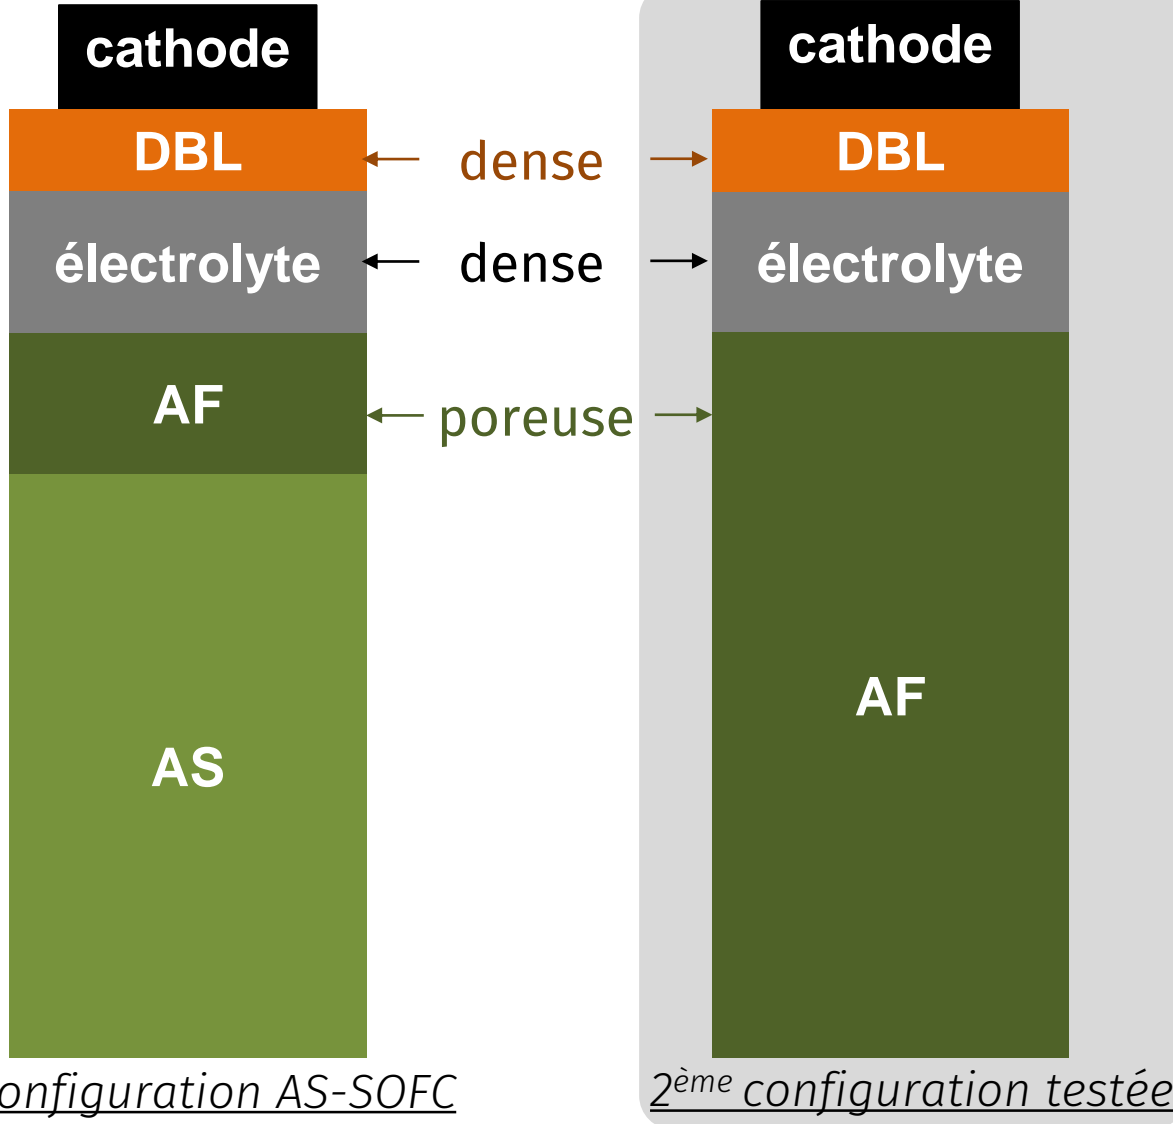 cathode
DBL
électrolyte
AF
AS
onfiguration AS-SOFC
dense
dense
poreuse
cathode
DBL
électrolyte
AF
2ème configuration testée